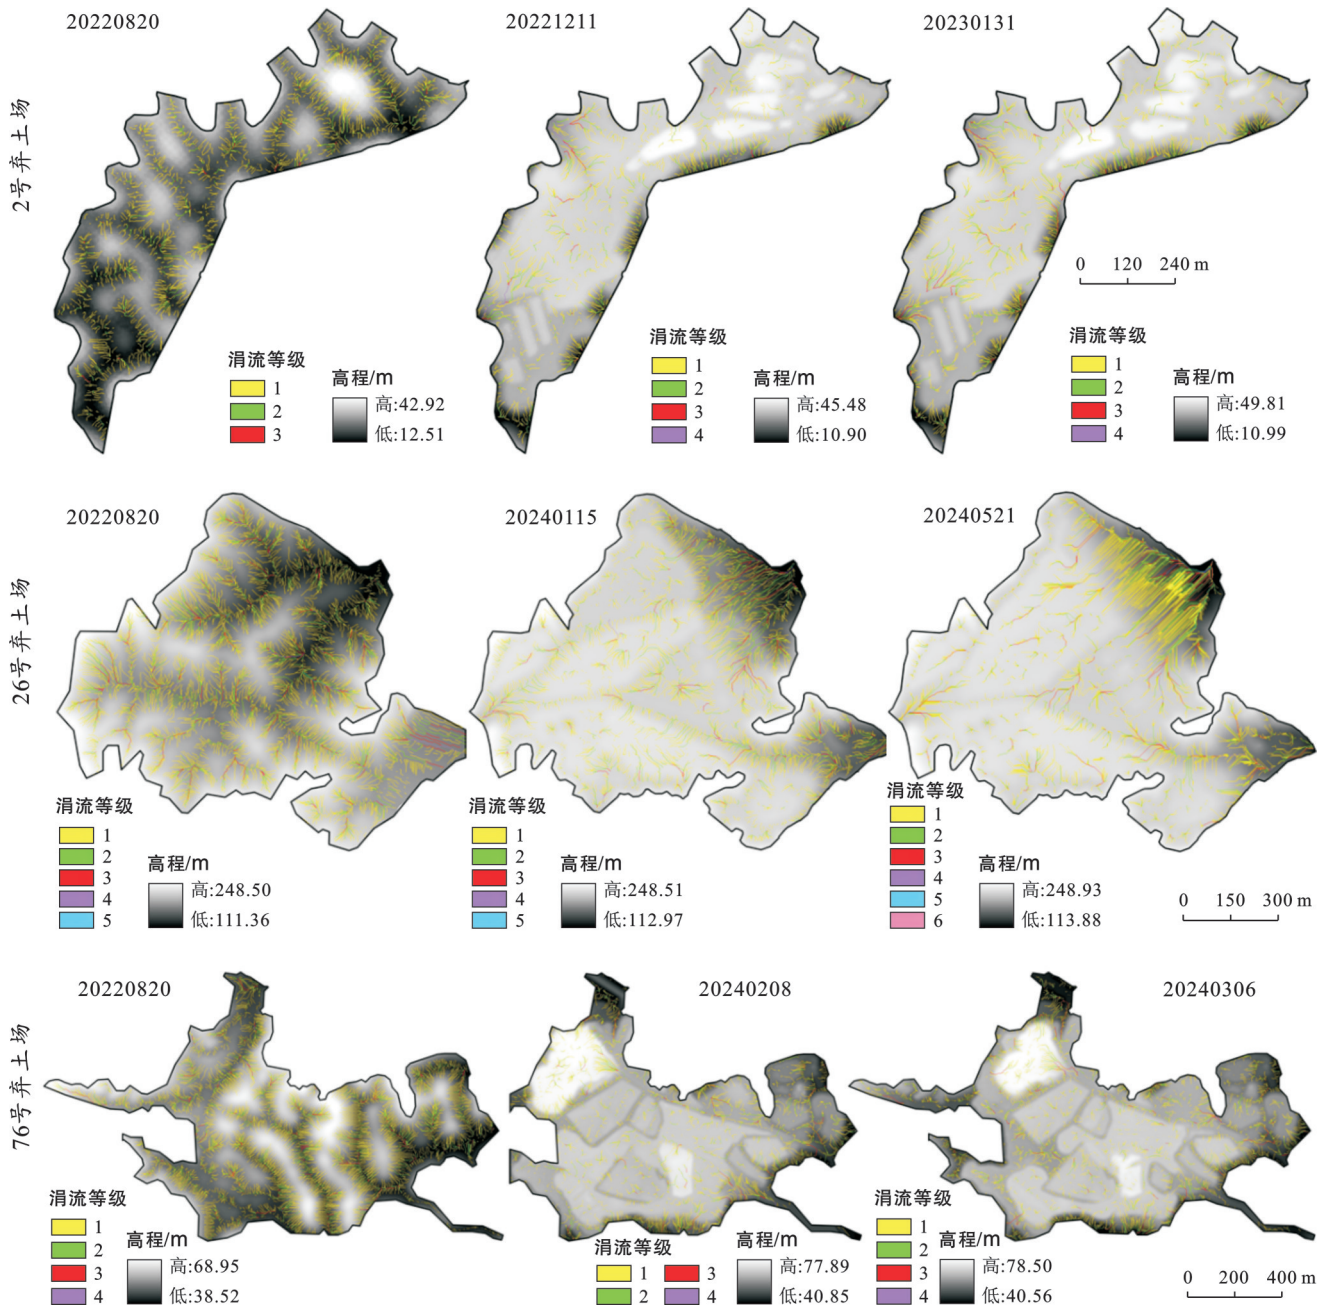 2号弃土场
20220820
20221211
20230131
0 120 240 m
涓流等级
1
2
3
高程/m
高:42.92
低:12.51
涓流等级
1
2
3
4
高程/m
高:45.48
低:10.90
涓流等级
1
2
3
4
高程/m
高:49.81
低:10.99
26号弃土场
20220820
20240115
20240521
涓流等级
1
2
3
4
5
高程/m
高:248.50
低:111.36
涓流等级
1
2
3
4
5
高程/m
高:248.51
低:112.97
涓流等级
1
2
3
4
5
6
高程/m
高:248.93
低:113.88
0 150 300 m
76号弃土场
20220820
20240208
20240306
涓流等级
1
2
3
4
高程/m
高:68.95
低:38.52
涓流等级
1 3
2 4
高程/m
高:77.89
低:40.85
涓流等级
1
2
3
4
高程/m
高:78.50
低:40.56
0 200 400 m